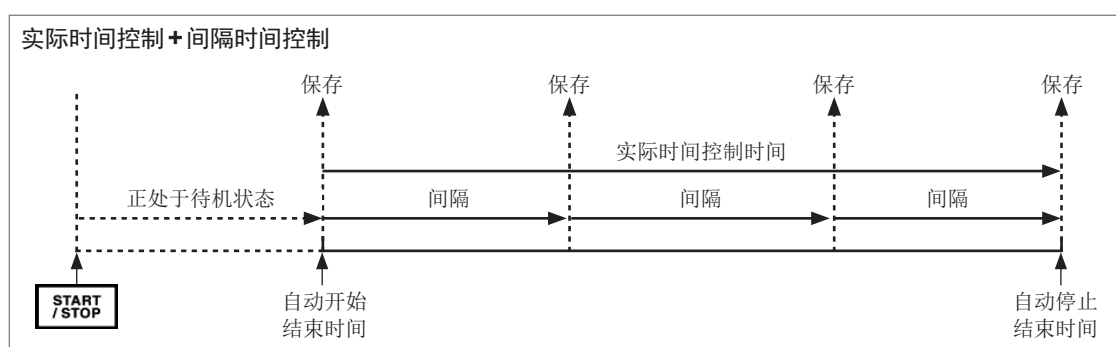 实际时间控制+间隔时间控制
保存
保存
保存
保存
实际时间控制时间
正处于待机状态
间隔
间隔
间隔
START
/ STOP
自动开始
结束时间
自动停止
结束时间